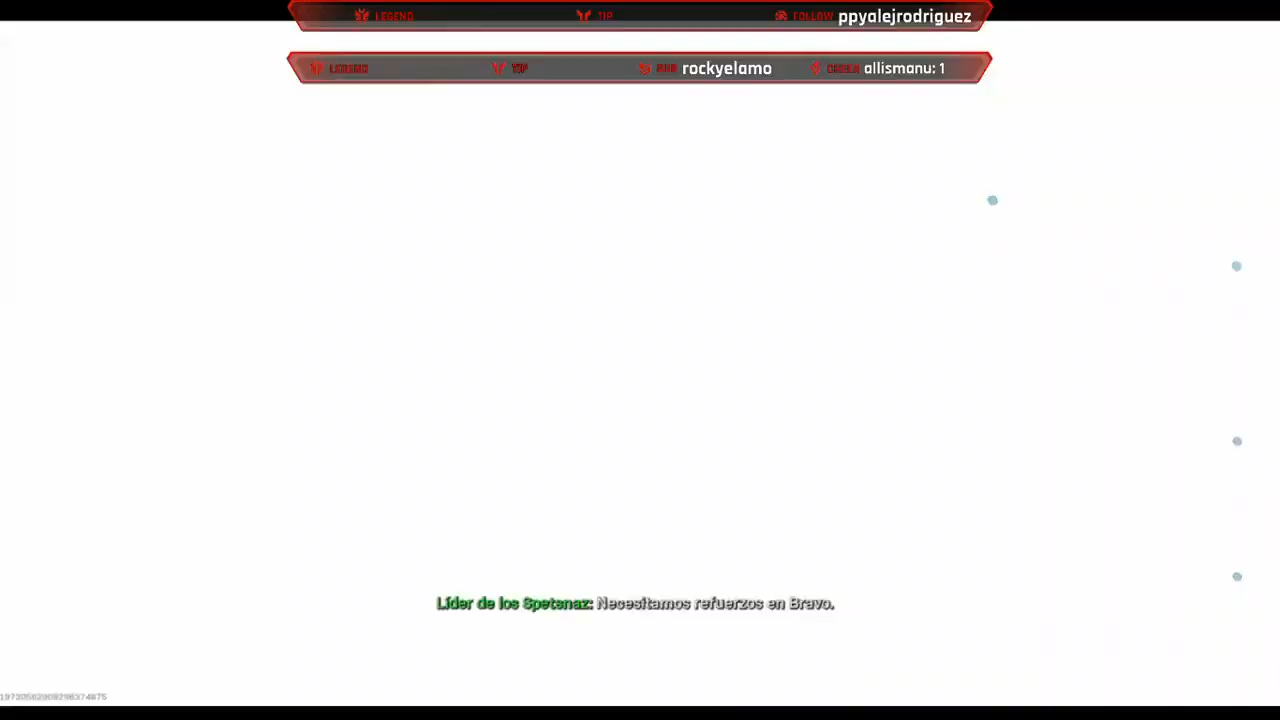 LEGEND TIP FOLLOW ppyalejrodriguez
LEGEND TIP SUB rockyelamo CHEER allismanu: 1
Líder de los Spetsnaz: Necesitamos refuerzos en Bravo.